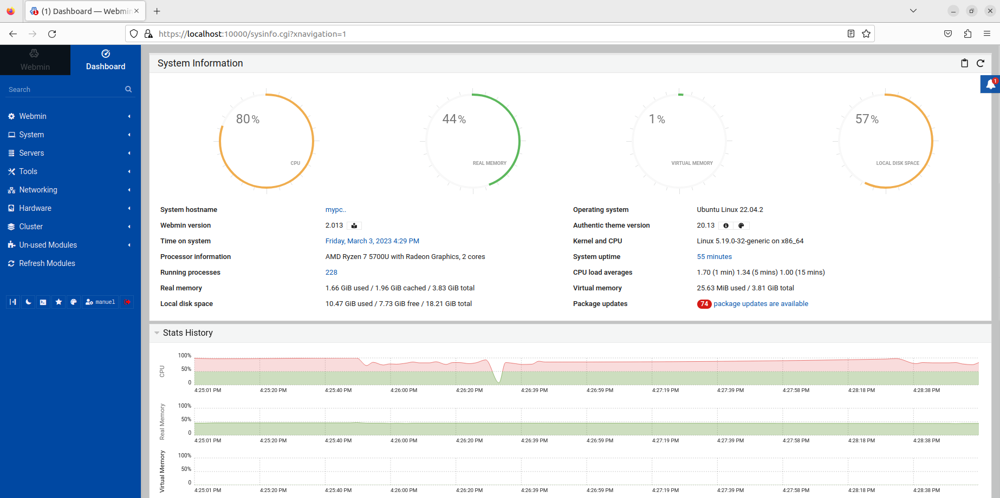 (1) Dashboard — Webmin
https://localhost:10000/sysinfo.cgi?xnavigation=1
Webmin
Dashboard
Search
Webmin
System
Servers
Tools
Networking
Hardware
Cluster
Un-used Modules
Refresh Modules
manuel
System Information
1
80%
CPU
44%
REAL MEMORY
1%
VIRTUAL MEMORY
57%
LOCAL DISK SPACE
System hostname mypc..
Operating system Ubuntu Linux 22.04.2
Webmin version 2.013
Authentic theme version 20.13
Time on system Friday, March 3, 2023 4:29 PM
Kernel and CPU Linux 5.19.0-32-generic on x86_64
Processor information AMD Ryzen 7 5700U with Radeon Graphics, 2 cores
System uptime 55 minutes
Running processes 228
CPU load averages 1.70 (1 min) 1.34 (5 mins) 1.00 (15 mins)
Real memory 1.66 GiB used / 1.96 GiB cached / 3.83 GiB total
Virtual memory 25.63 MiB used / 3.81 GiB total
Local disk space 10.47 GiB used / 7.73 GiB free / 18.21 GiB total
Package updates 74 package updates are available
Stats History
CPU
100%
50%
0
4:25:01 PM 4:25:20 PM 4:25:40 PM 4:26:00 PM 4:26:20 PM 4:26:39 PM 4:26:59 PM 4:27:19 PM 4:27:39 PM 4:27:58 PM 4:28:18 PM 4:28:38 PM
Real Memory
100%
50%
0
4:25:01 PM 4:25:20 PM 4:25:40 PM 4:26:00 PM 4:26:20 PM 4:26:39 PM 4:26:59 PM 4:27:19 PM 4:27:39 PM 4:27:58 PM 4:28:18 PM 4:28:38 PM
Virtual Memory
100%
50%
0
4:25:01 PM 4:25:20 PM 4:25:40 PM 4:26:00 PM 4:26:20 PM 4:26:39 PM 4:26:59 PM 4:27:19 PM 4:27:39 PM 4:27:58 PM 4:28:18 PM 4:28:38 PM